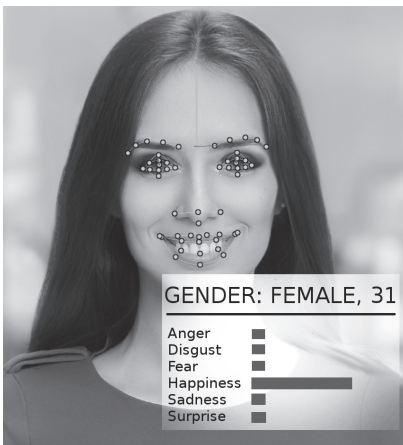 GENDER: FEMALE, 31
Anger
Disgust
Fear
Happiness
Sadness
Surprise